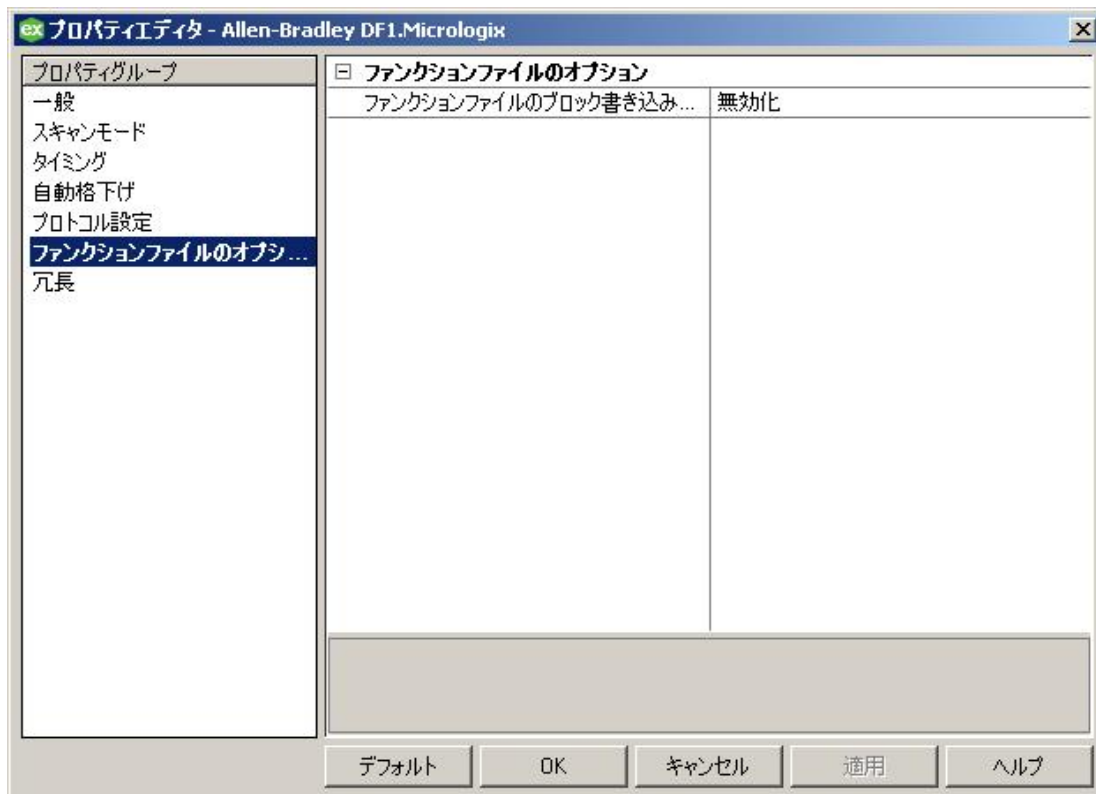 ex プロパティエディタ - Allen-Bradley DF1.Micrologix
プロパティグループ
一般
スキャンモード
タイミング
自動格下げ
プロトコル設定
ファンクションファイルのオプシ...
冗長
ファンクションファイルのオプション
ファンクションファイルのブロック書き込み... 無効化
デフォルト OK キャンセル 適用 ヘルプ